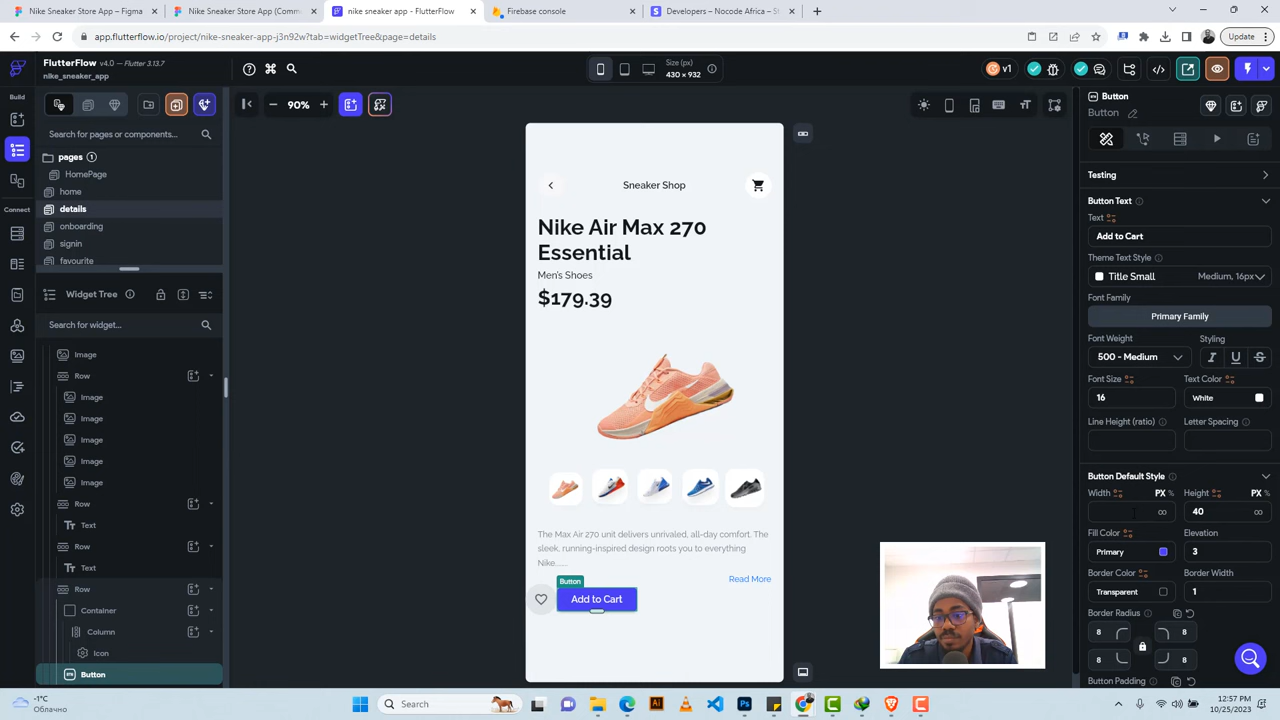 Nike Sneaker Store App – Figma
Nike Sneaker Store App (Comm
nike sneaker app - FlutterFlow
Firebase console
Developers – Nocode Africa – St
app.flutterflow.io/project/nike-sneaker-app-j3n92w?tab=widgetTree&page=details
Update
FlutterFlow v4.0 - Flutter 3.13.7
nike_sneaker_app
Size (px)
430 × 932
v1
Build
Connect
90%
Search for pages or components...
pages 1
HomePage
home
details
onboarding
signin
favourite
Widget Tree
Search for widget...
Image
Row
Image
Image
Image
Image
Image
Row
Text
Row
Text
Row
Container
Column
Icon
Button
Sneaker Shop
Nike Air Max 270
Essential
Men's Shoes
$179.39
The Max Air 270 unit delivers unrivaled, all-day comfort. The
sleek, running-inspired design roots you to everything
Nike......
Read More
Button
Add to Cart
Button
Button
Testing
Button Text
Text
Add to Cart
Theme Text Style
Title Small Medium, 16px
Font Family
Primary Family
Font Weight Styling
500 - Medium I U S
Font Size Text Color
16 White
Line Height (ratio) Letter Spacing
Button Default Style
Width PX % Height PX %
∞ 40 ∞
Fill Color Elevation
Primary 3
Border Color Border Width
Transparent 1
Border Radius
8 8
8 8
Button Padding
-1°C
Облачно
Search
12:57 PM
10/25/2023